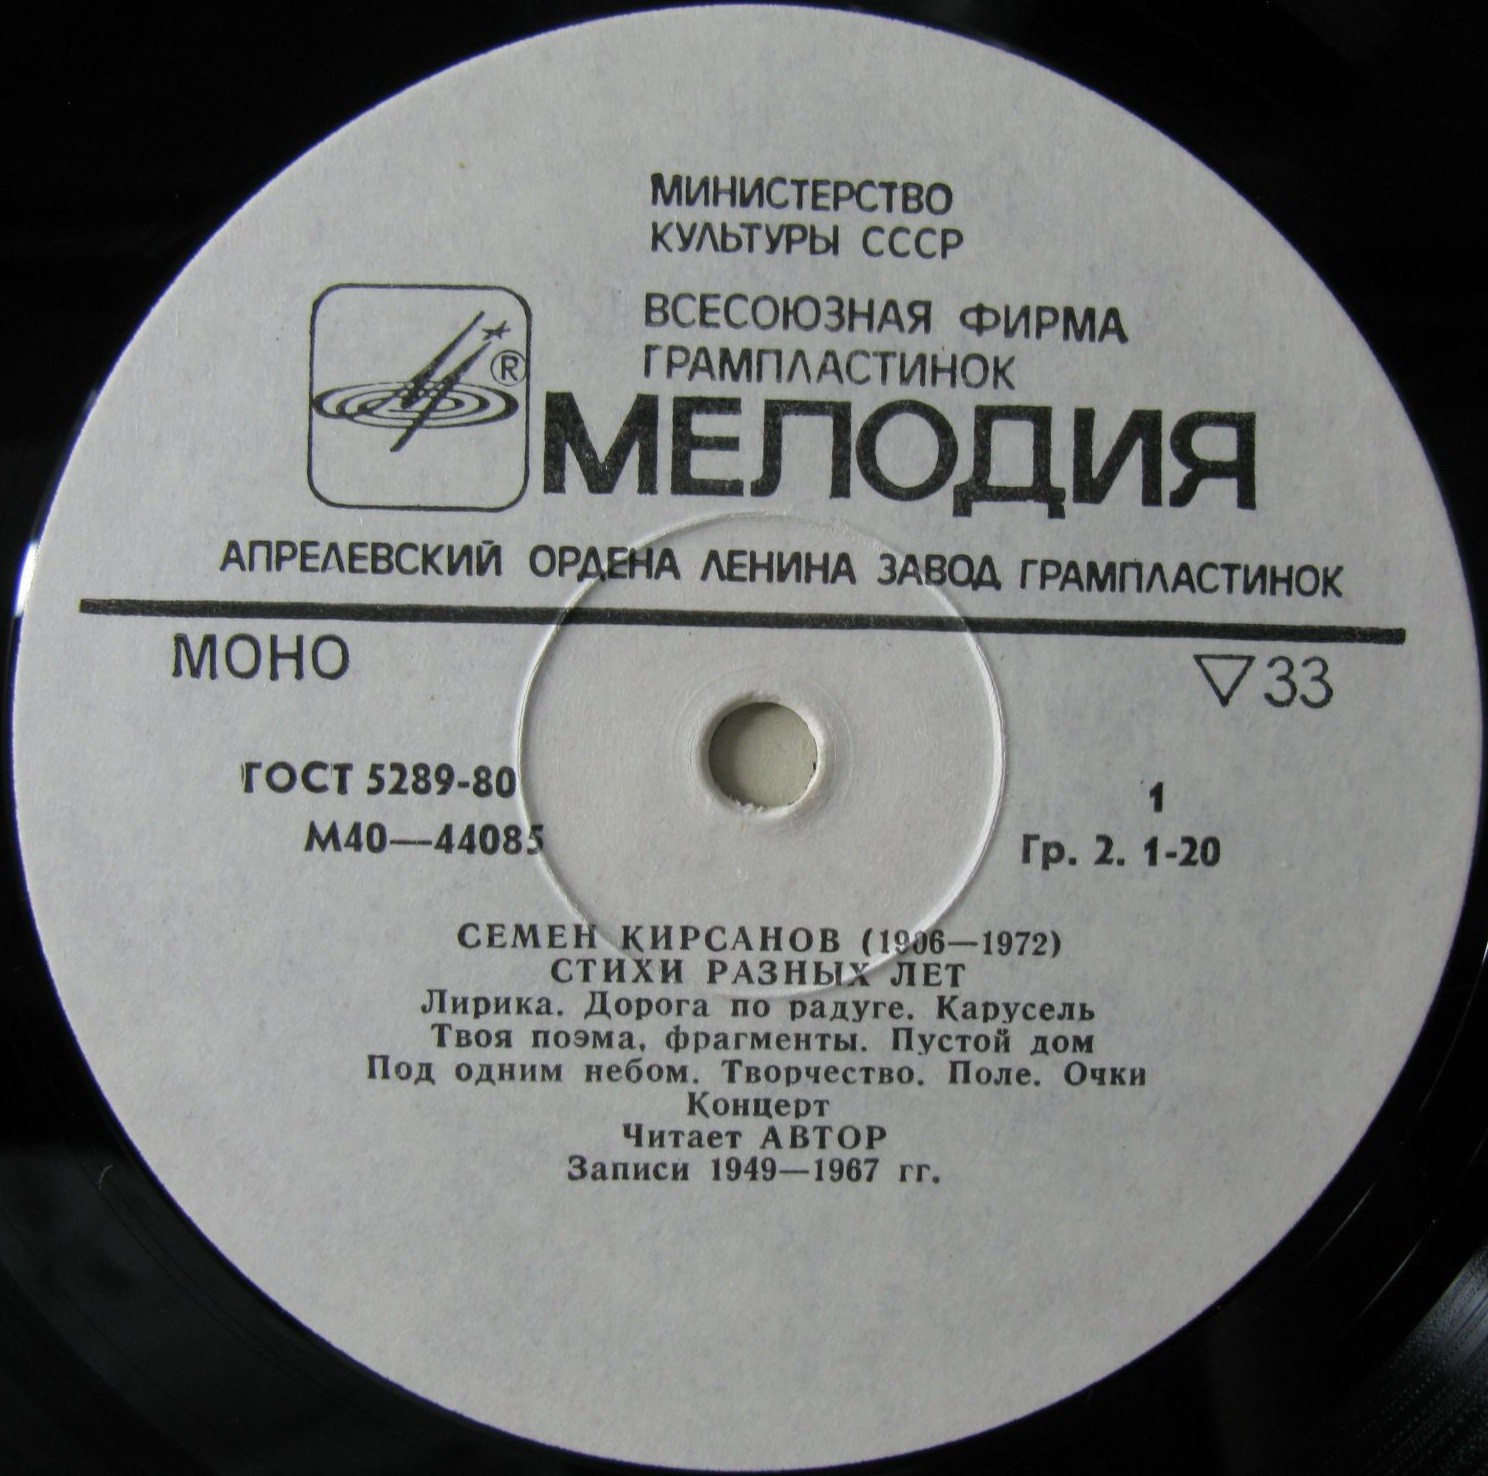 МИНИСТЕРСТВО
КУЛЬТУРЫ СССР
ВСЕСОЮЗНАЯ ФИРМА
ГРАМПЛАСТИНОК
®
МЕЛОДИЯ
АПРЕЛЕВСКИЙ ОРДЕНА ЛЕНИНА ЗАВОД ГРАМПЛАСТИНОК
МОНО
▽33
ГОСТ 5289-80
М40—44085
1
Гр. 2. 1-20
СЕМЕН КИРСАНОВ (1906—1972)
СТИХИ РАЗНЫХ ЛЕТ
Лирика. Дорога по радуге. Карусель
Твоя поэма, фрагменты. Пустой дом
Под одним небом. Творчество. Поле. Очки
Концерт
Читает АВТОР
Записи 1949—1967 гг.